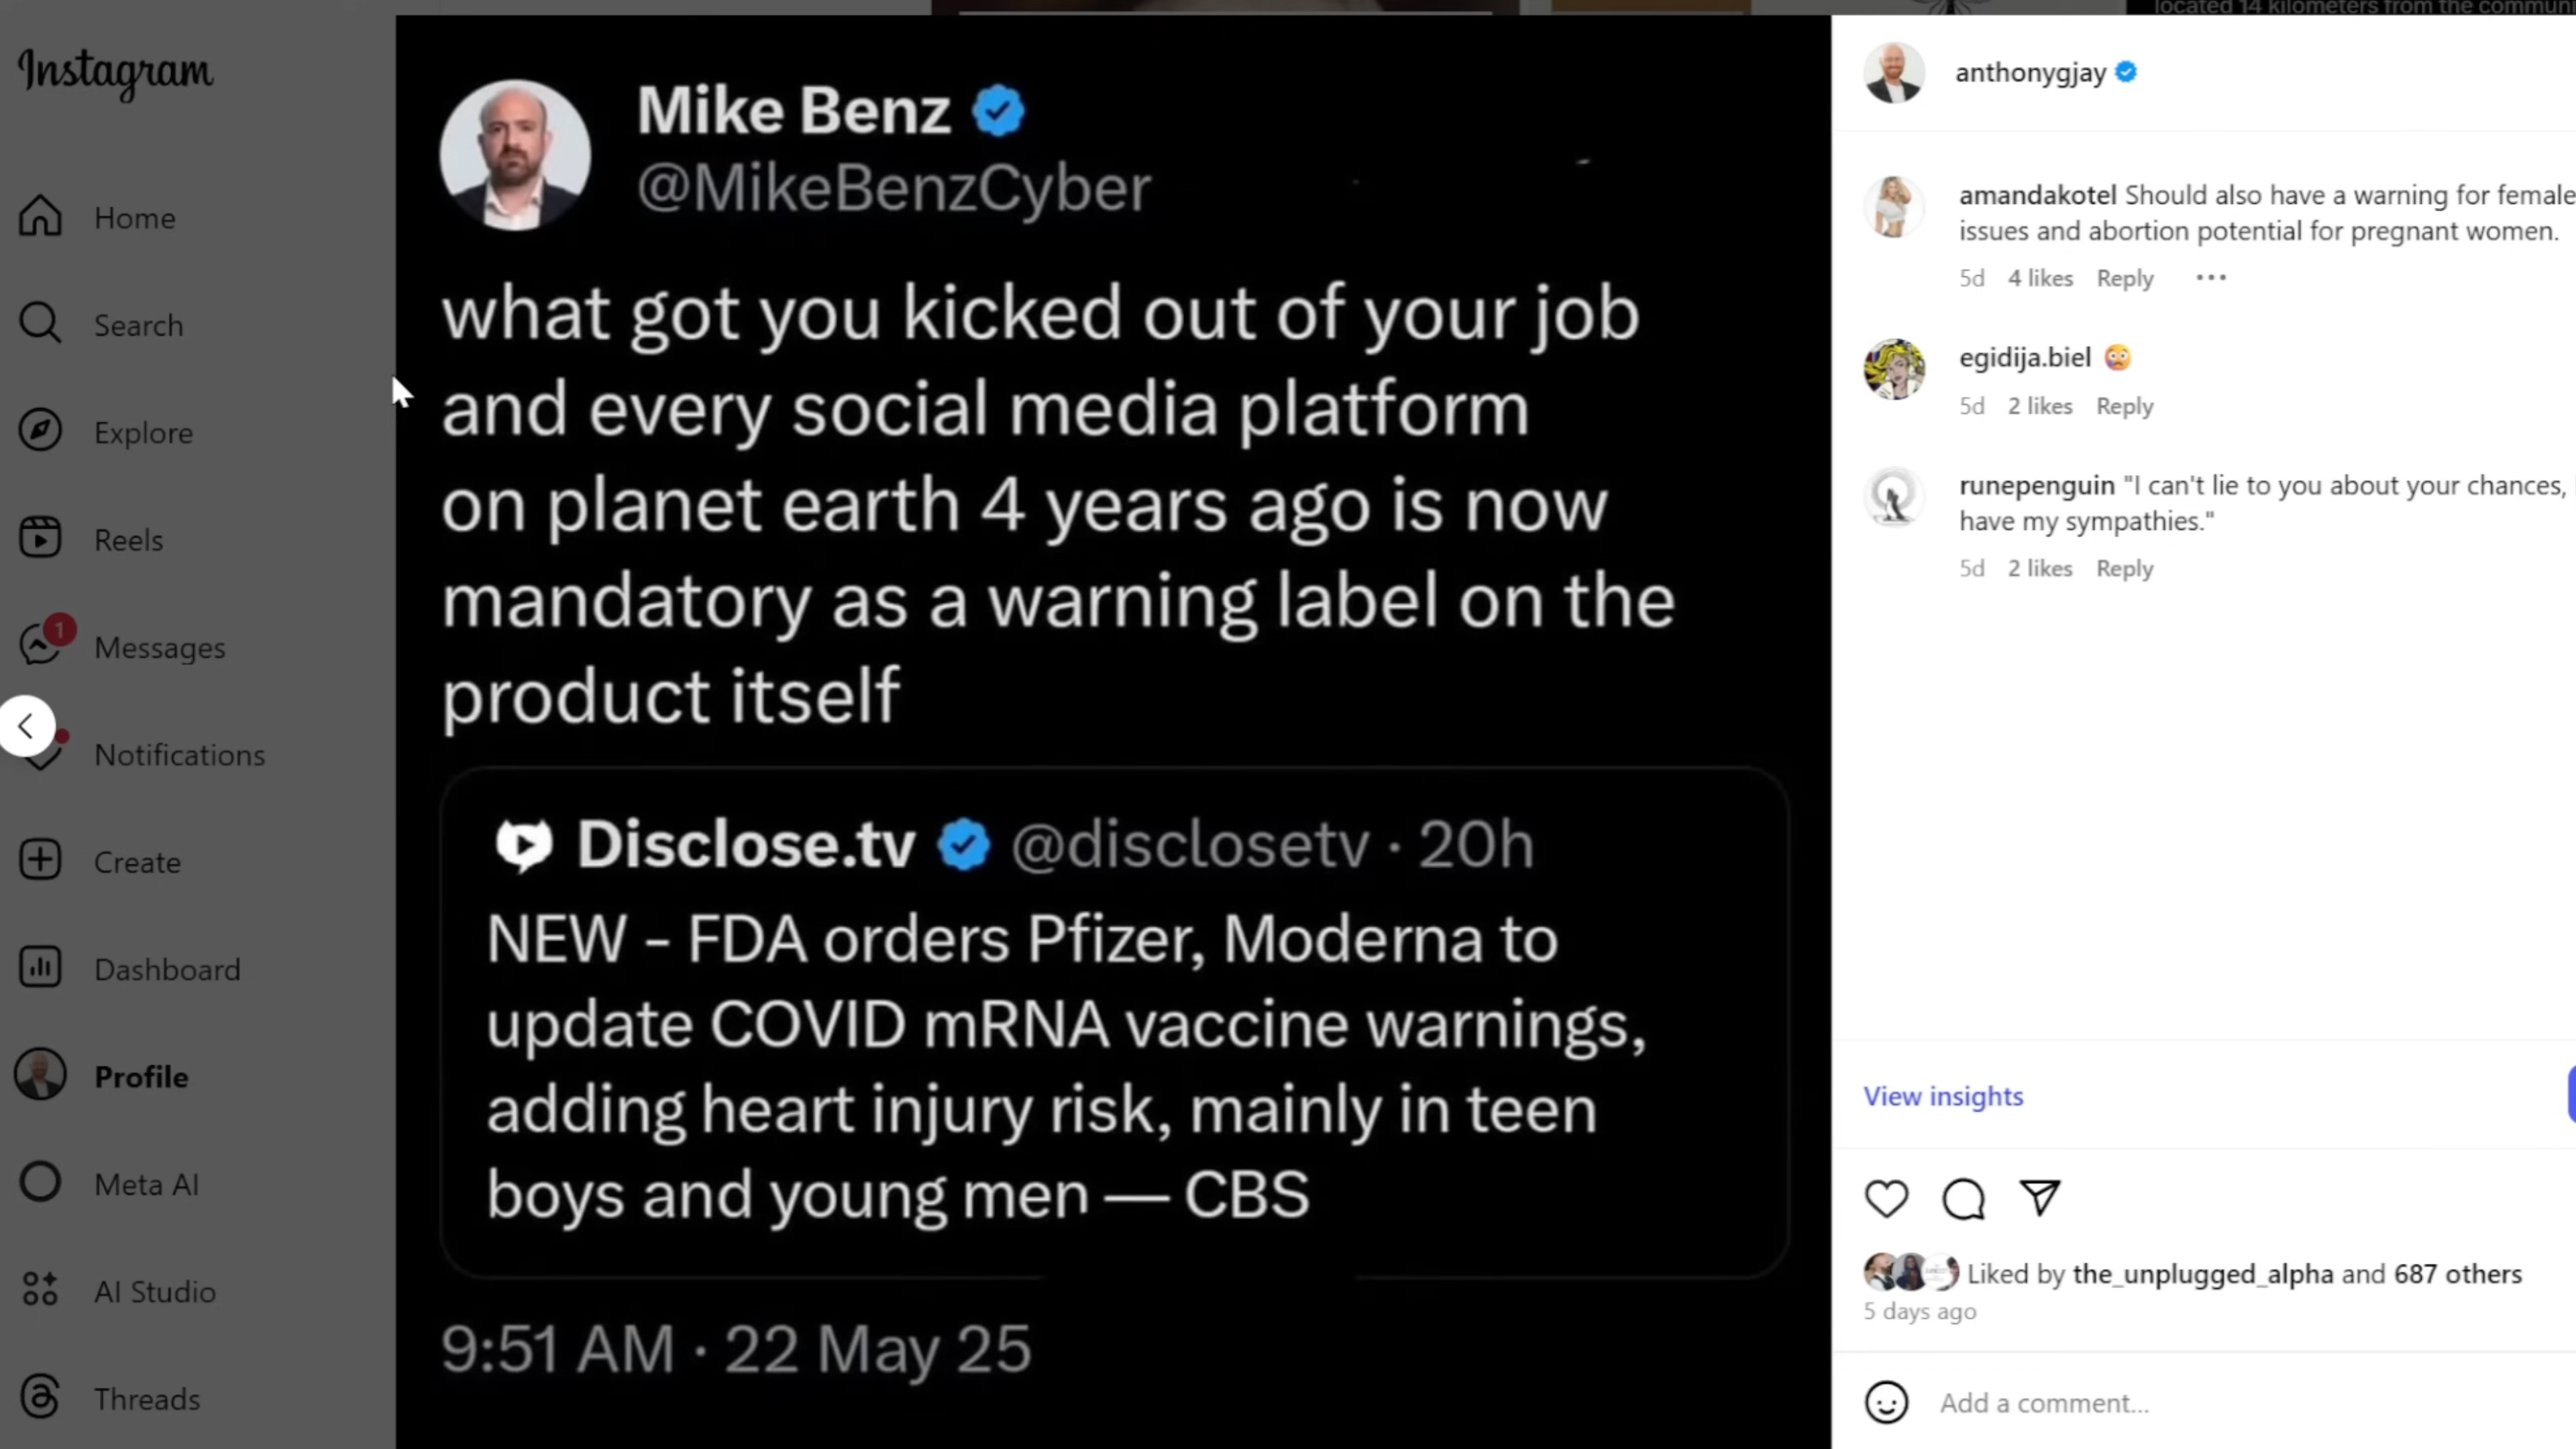 located 14 kilometers from the communi
Instagram
Home
Search
Explore
Reels
1
Messages
Notifications
Create
Dashboard
Profile
Meta AI
AI Studio
Threads
Mike Benz
@MikeBenzCyber
what got you kicked out of your job
and every social media platform
on planet earth 4 years ago is now
mandatory as a warning label on the
product itself
Disclose.tv @disclosetv · 20h
NEW - FDA orders Pfizer, Moderna to
update COVID mRNA vaccine warnings,
adding heart injury risk, mainly in teen
boys and young men — CBS
9:51 AM · 22 May 25
anthonygjay
amandakotel Should also have a warning for female
issues and abortion potential for pregnant women.
5d 4 likes Reply
egidija.biel
5d 2 likes Reply
runepenguin "I can't lie to you about your chances,
have my sympathies."
5d 2 likes Reply
View insights
Liked by the_unplugged_alpha and 687 others
5 days ago
Add a comment...